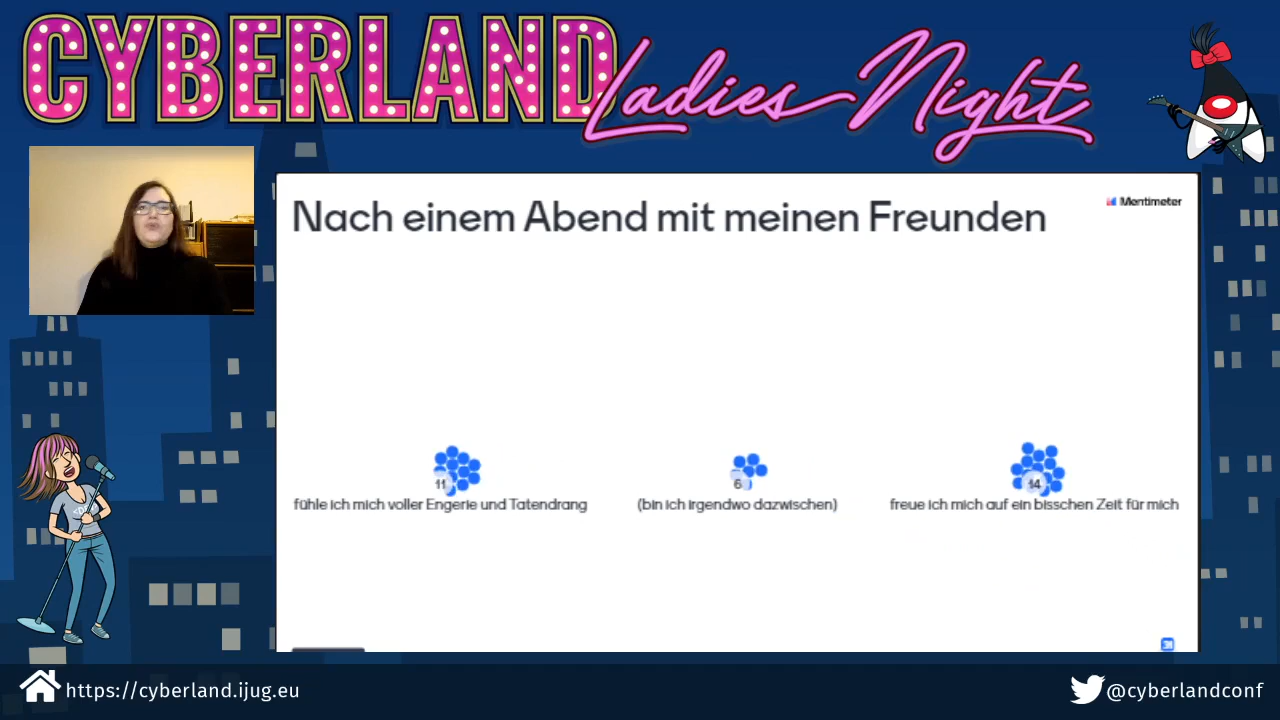 CYBERLAND
Ladies Night
Nach einem Abend mit meinen Freunden
Mentimeter
11
6
14
fühle ich mich voller Engerie und Tatendrang
(bin ich irgendwo dazwischen)
freue ich mich auf ein bisschen Zeit für mich
31
https://cyberland.ijug.eu
@cyberlandconf